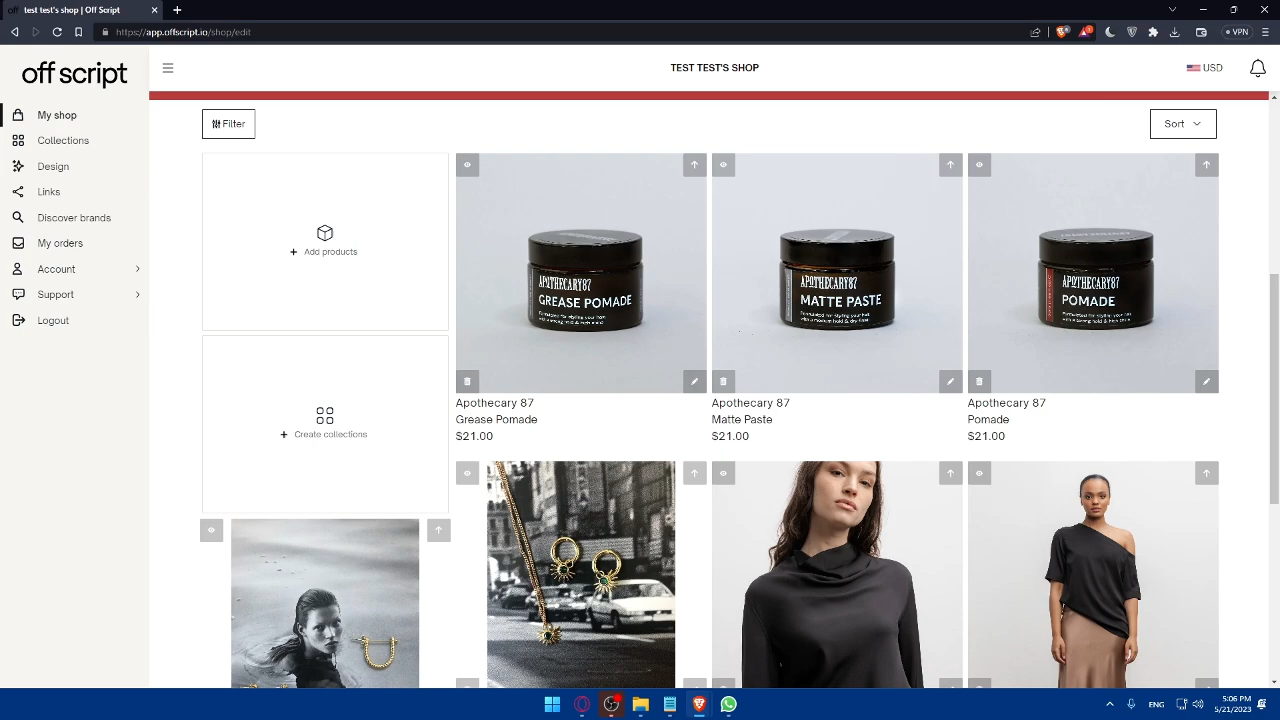 off test test's shop | Off Script
https://app.offscript.io/shop/edit
VPN
off script
TEST TEST'S SHOP
USD
My shop
Collections
Design
Links
Discover brands
My orders
Account
Support
Logout
Filter
Sort
+ Add products
+ Create collections
APOTHECARY87
GREASE POMADE
APOTHECARY87
MATTE PASTE
APOTHECARY87
POMADE
Apothecary 87
Grease Pomade
$21.00
Apothecary 87
Matte Paste
$21.00
Apothecary 87
Pomade
$21.00
ENG
5:06 PM
5/21/2023